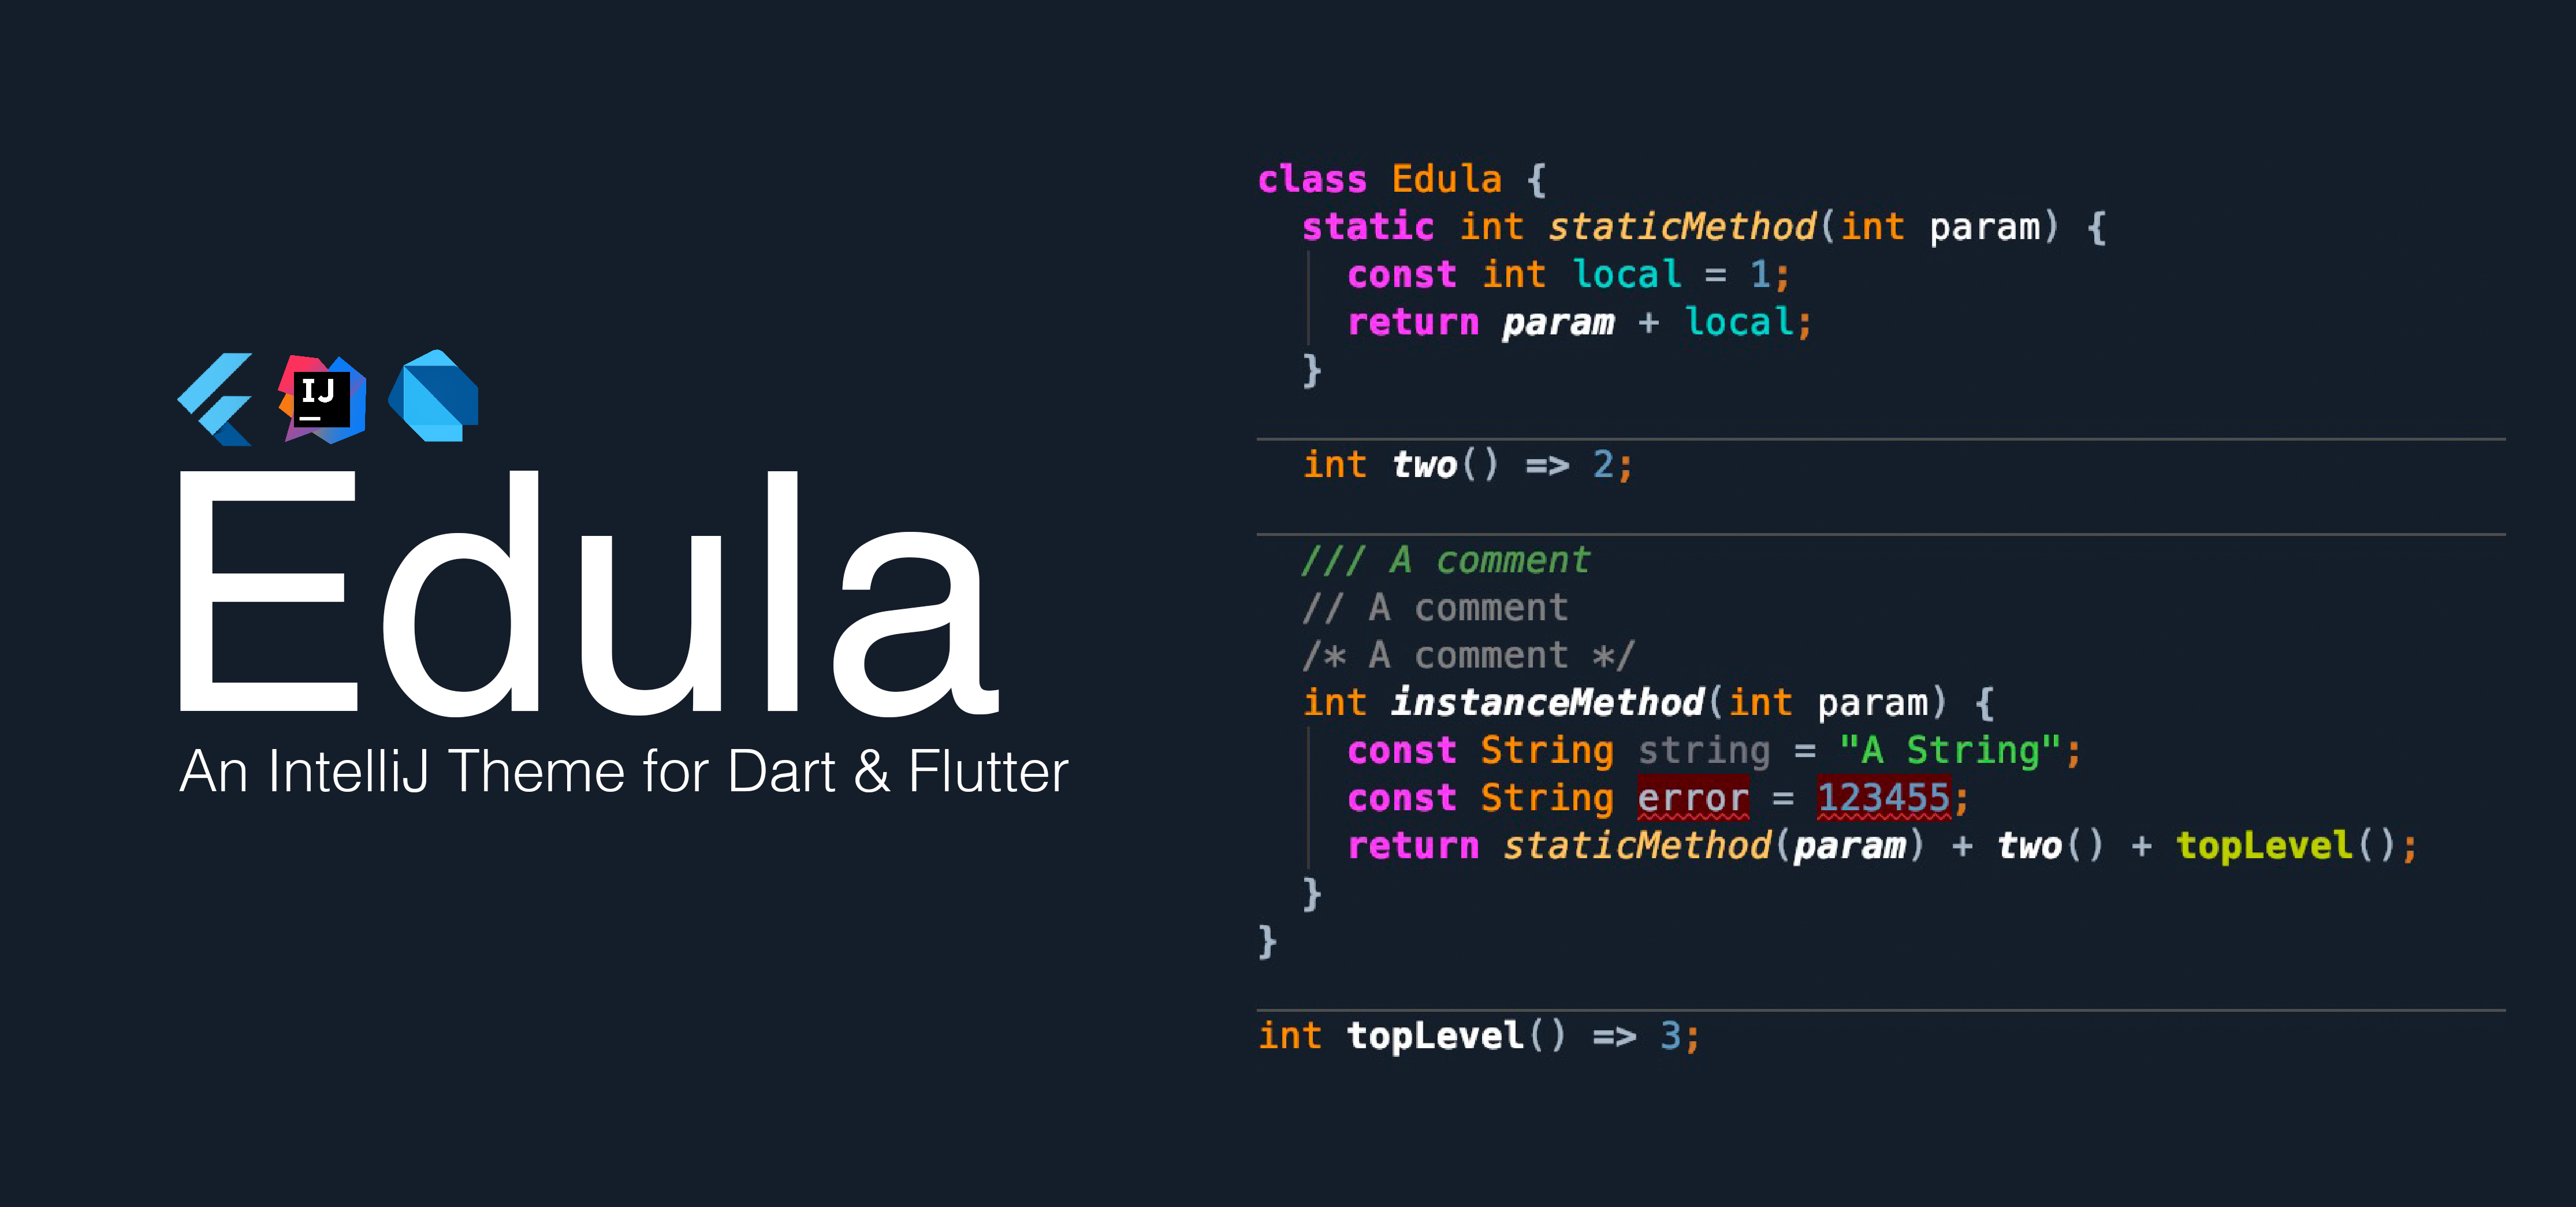 IJ
Edula
An IntelliJ Theme for Dart & Flutter
class Edula {
  static int staticMethod(int param) {
    const int local = 1;
    return param + local;
  }
  int two() => 2;
  /// A comment
  // A comment
  /* A comment */
  int instanceMethod(int param) {
    const String string = "A String";
    const String error = 123455;
    return staticMethod(param) + two() + topLevel();
  }
}
int topLevel() => 3;